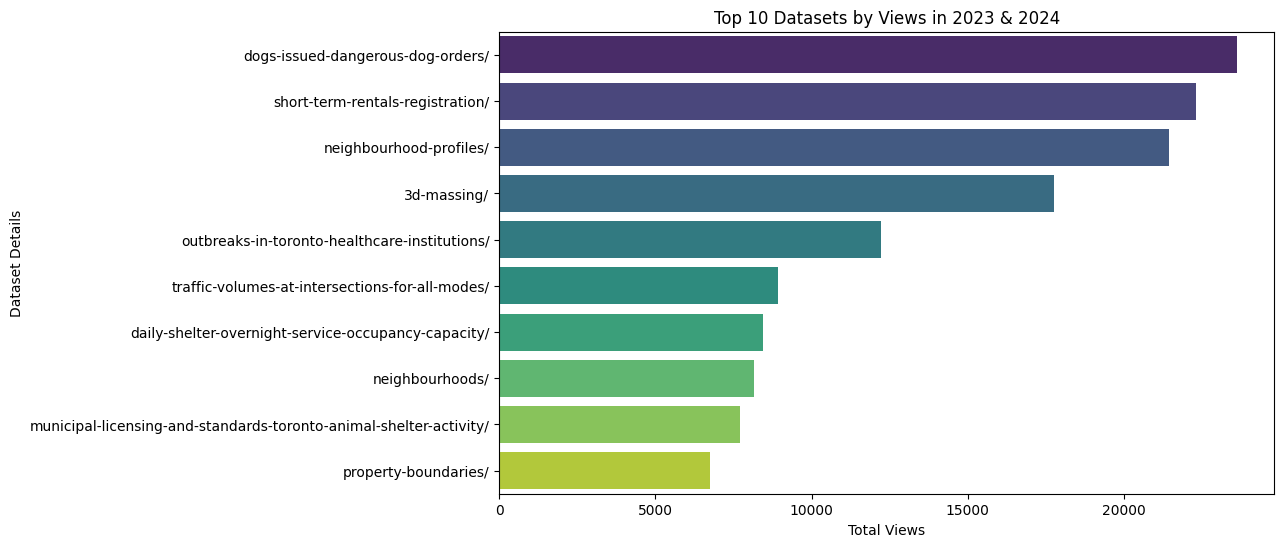 Top 10 Datasets by Views in 2023 & 2024
Dataset Details
dogs-issued-dangerous-dog-orders/
short-term-rentals-registration/
neighbourhood-profiles/
3d-massing/
outbreaks-in-toronto-healthcare-institutions/
traffic-volumes-at-intersections-for-all-modes/
daily-shelter-overnight-service-occupancy-capacity/
neighbourhoods/
municipal-licensing-and-standards-toronto-animal-shelter-activity/
property-boundaries/
0 5000 10000 15000 20000
Total Views